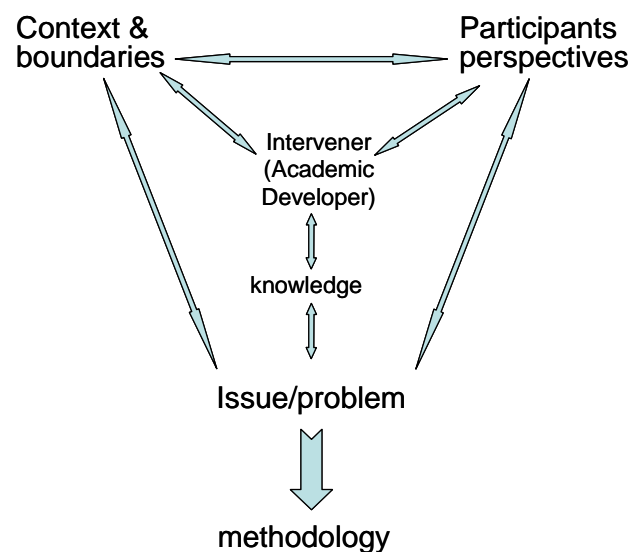 Context &
boundaries
Participants
perspectives
Intervener
(Academic
Developer)
knowledge
Issue/problem
methodology